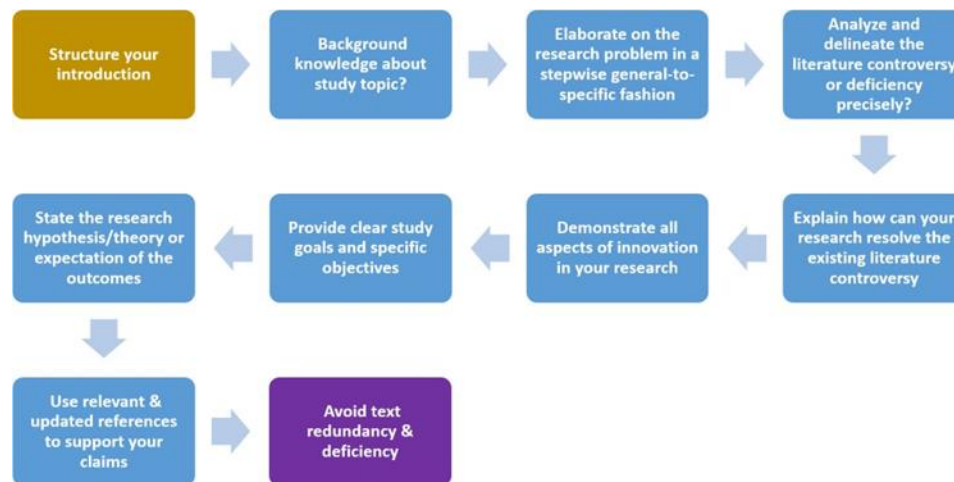 Structure your
introduction
Background
knowledge about
study topic?
Elaborate on the
research problem in a
stepwise general-to-
specific fashion
Analyze and
delineate the
literature controversy
or deficiency
precisely?
Explain how can your
research resolve the
existing literature
controversy
Demonstrate all
aspects of innovation
in your research
Provide clear study
goals and specific
objectives
State the research
hypothesis/theory or
expectation of the
outcomes
Use relevant &
updated references
to support your
claims
Avoid text
redundancy &
deficiency